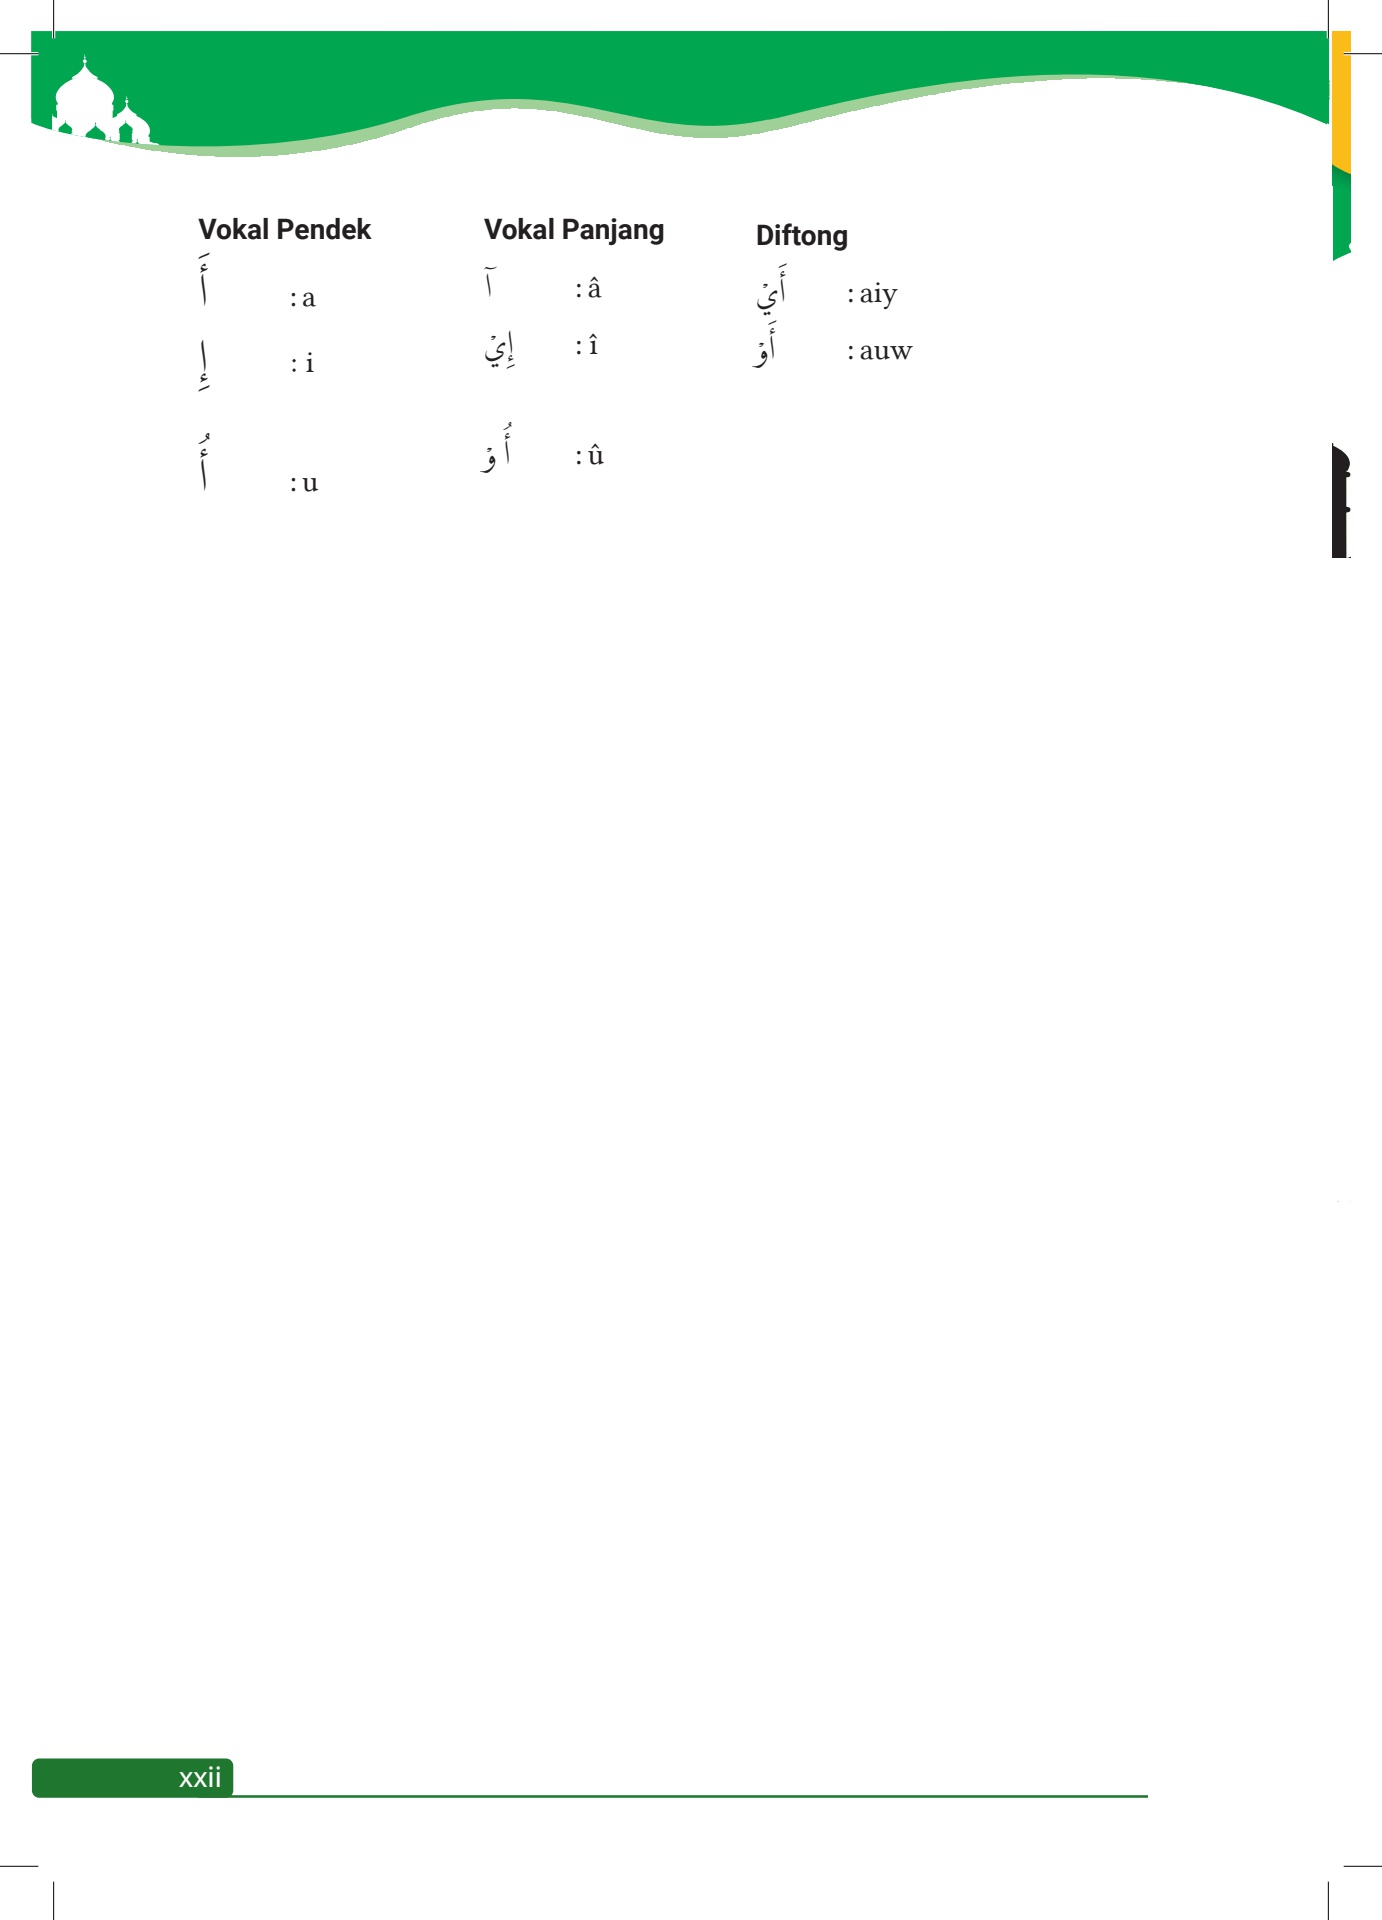 Vokal Pendek
أَ : a
إِ : i
أُ : u
Vokal Panjang
آ : â
إِيْ : î
أُ وْ : û
Diftong
أَيْ : aiy
أَوْ : auw
xxii